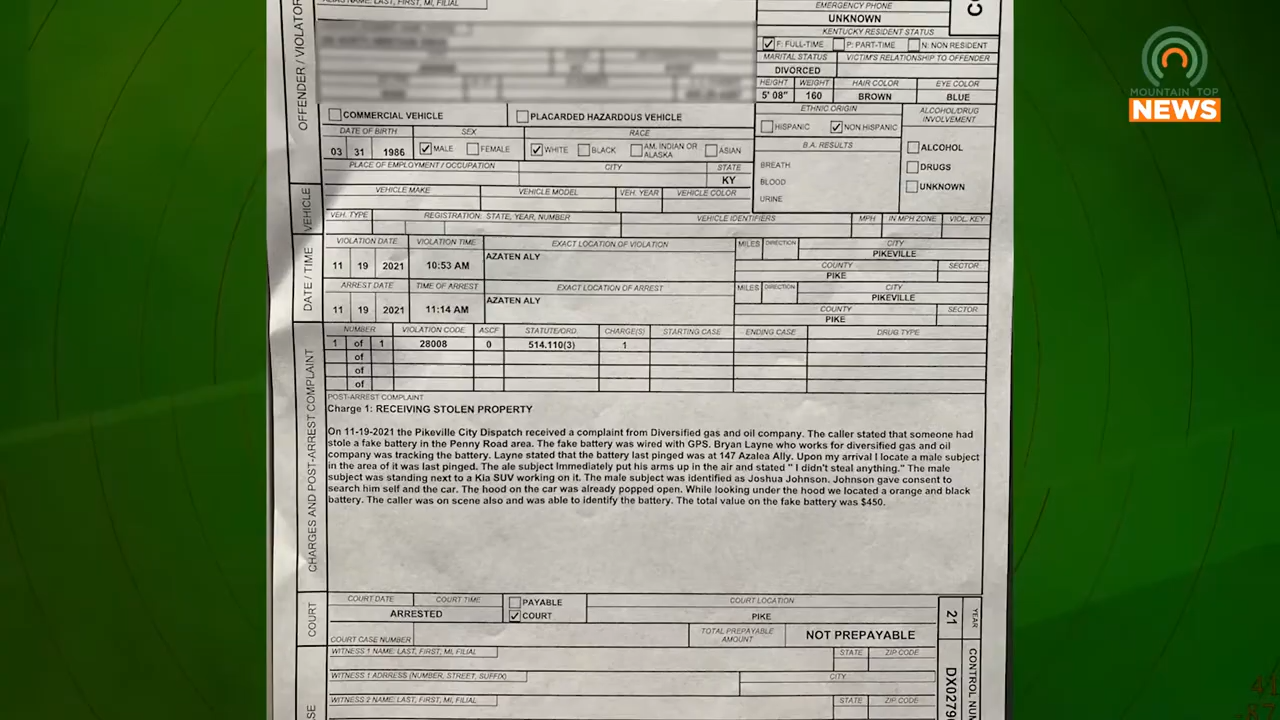 ALIAS NAME: LAST, FIRST, MI, FILIAL
EMERGENCY PHONE
UNKNOWN
KENTUCKY RESIDENT STATUS
F: FULL-TIME P: PART-TIME N: NON RESIDENT
MARITAL STATUS VICTIM'S RELATIONSHIP TO OFFENDER
DIVORCED
HEIGHT WEIGHT HAIR COLOR EYE COLOR
5' 08" 160 BROWN BLUE
OFFENDER / VIOLATOR
COMMERCIAL VEHICLE PLACARDED HAZARDOUS VEHICLE
ETHNIC ORIGIN
HISPANIC NON HISPANIC
ALCOHOL/DRUG INVOLVEMENT
DATE OF BIRTH SEX RACE
03 31 1986 MALE FEMALE WHITE BLACK AM. INDIAN OR ALASKA ASIAN
B.A. RESULTS
BREATH
BLOOD
URINE
ALCOHOL
DRUGS
UNKNOWN
PLACE OF EMPLOYMENT / OCCUPATION CITY STATE
KY
VEHICLE
VEHICLE MAKE VEHICLE MODEL VEH. YEAR VEHICLE COLOR
VEH. TYPE REGISTRATION: STATE, YEAR, NUMBER VEHICLE IDENTIFIERS MPH IN MPH ZONE VIOL. KEY
DATE / TIME
VIOLATION DATE VIOLATION TIME EXACT LOCATION OF VIOLATION MILES DIRECTION CITY
11 19 2021 10:53 AM AZATEN ALY PIKEVILLE
COUNTY SECTOR
PIKE
ARREST DATE TIME OF ARREST EXACT LOCATION OF ARREST MILES DIRECTION CITY
11 19 2021 11:14 AM AZATEN ALY PIKEVILLE
COUNTY SECTOR
PIKE
CHARGES AND POST-ARREST COMPLAINT
NUMBER VIOLATION CODE ASCF STATUTE/ORD. CHARGE(S) STARTING CASE ENDING CASE DRUG TYPE
1 of 1 28008 0 514.110(3) 1
of
of
of
POST-ARREST COMPLAINT
Charge 1: RECEIVING STOLEN PROPERTY
On 11-19-2021 the Pikeville City Dispatch received a complaint from Diversified gas and oil company. The caller stated that someone had
stole a fake battery in the Penny Road area. The fake battery was wired with GPS. Bryan Layne who works for diversified gas and oil
company was tracking the battery. Layne stated that the battery last pinged was at 147 Azalea Ally. Upon my arrival I locate a male subject
in the area of it was last pinged. The ale subject Immediately put his arms up in the air and stated " I didn't steal anything." The male
subject was standing next to a Kia SUV working on it. The male subject was identified as Joshua Johnson. Johnson gave consent to
search him self and the car. The hood on the car was already popped open. While looking under the hood we located a orange and black
battery. The caller was on scene also and was able to identify the battery. The total value on the fake battery was $450.
COURT
COURT DATE COURT TIME PAYABLE COURT LOCATION
ARRESTED COURT PIKE
COURT CASE NUMBER TOTAL PREPAYABLE AMOUNT NOT PREPAYABLE
21 YEAR
WITNESS 1 NAME: LAST, FIRST, MI, FILIAL STATE ZIP CODE
WITNESS 1 ADRRESS (NUMBER, STREET, SUFFIX) CITY
WITNESS 2 NAME: LAST, FIRST, MI, FILIAL STATE ZIP CODE
DX0279
CONTROL NUM
MOUNTAIN TOP
NEWS